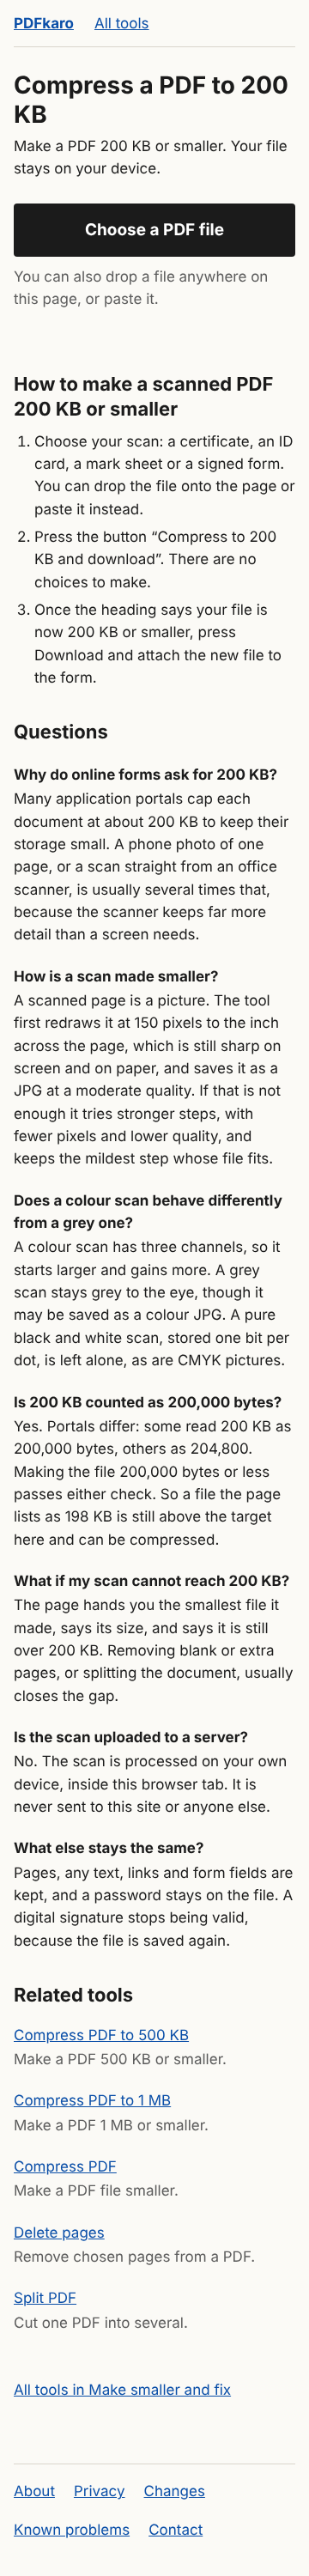 PDFkaro All tools
Compress a PDF to 200
KB
Make a PDF 200 KB or smaller. Your file
stays on your device.
Choose a PDF file
You can also drop a file anywhere on
this page, or paste it.
How to make a scanned PDF
200 KB or smaller
1. Choose your scan: a certificate, an ID
card, a mark sheet or a signed form.
You can drop the file onto the page or
paste it instead.
2. Press the button “Compress to 200
KB and download”. There are no
choices to make.
3. Once the heading says your file is
now 200 KB or smaller, press
Download and attach the new file to
the form.
Questions
Why do online forms ask for 200 KB?
Many application portals cap each
document at about 200 KB to keep their
storage small. A phone photo of one
page, or a scan straight from an office
scanner, is usually several times that,
because the scanner keeps far more
detail than a screen needs.
How is a scan made smaller?
A scanned page is a picture. The tool
first redraws it at 150 pixels to the inch
across the page, which is still sharp on
screen and on paper, and saves it as a
JPG at a moderate quality. If that is not
enough it tries stronger steps, with
fewer pixels and lower quality, and
keeps the mildest step whose file fits.
Does a colour scan behave differently
from a grey one?
A colour scan has three channels, so it
starts larger and gains more. A grey
scan stays grey to the eye, though it
may be saved as a colour JPG. A pure
black and white scan, stored one bit per
dot, is left alone, as are CMYK pictures.
Is 200 KB counted as 200,000 bytes?
Yes. Portals differ: some read 200 KB as
200,000 bytes, others as 204,800.
Making the file 200,000 bytes or less
passes either check. So a file the page
lists as 198 KB is still above the target
here and can be compressed.
What if my scan cannot reach 200 KB?
The page hands you the smallest file it
made, says its size, and says it is still
over 200 KB. Removing blank or extra
pages, or splitting the document, usually
closes the gap.
Is the scan uploaded to a server?
No. The scan is processed on your own
device, inside this browser tab. It is
never sent to this site or anyone else.
What else stays the same?
Pages, any text, links and form fields are
kept, and a password stays on the file. A
digital signature stops being valid,
because the file is saved again.
Related tools
Compress PDF to 500 KB
Make a PDF 500 KB or smaller.
Compress PDF to 1 MB
Make a PDF 1 MB or smaller.
Compress PDF
Make a PDF file smaller.
Delete pages
Remove chosen pages from a PDF.
Split PDF
Cut one PDF into several.
All tools in Make smaller and fix
About Privacy Changes
Known problems Contact